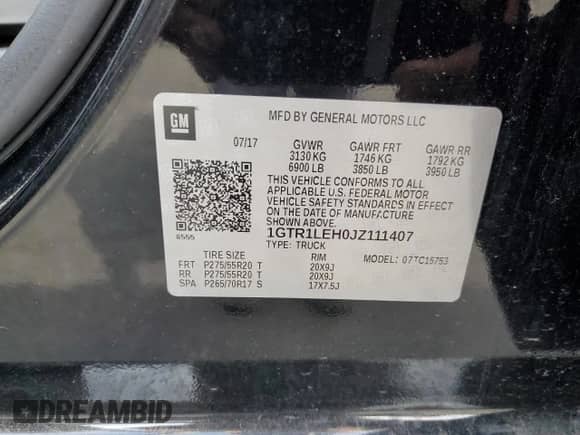 GM
MFD BY GENERAL MOTORS LLC
07/17 GVWR GAWR FRT GAWR RR
3130 KG 1746 KG 1792 KG
6900 LB 3850 LB 3950 LB
THIS VEHICLE CONFORMS TO ALL
APPLICABLE U.S. FEDERAL MOTOR
VEHICLE SAFETY STANDARDS IN
EFFECT ON THE DATE OF MANUFACTURE
SHOWN ABOVE.
1GTR1LEH0JZ111407
TYPE: TRUCK MODEL: 07TC15753
6555
TIRE SIZE RIM
FRT P275/55R20 T 20X9J
RR P275/55R20 T 20X9J
SPA P265/70R17 S 17X7.5J
DREAMBID